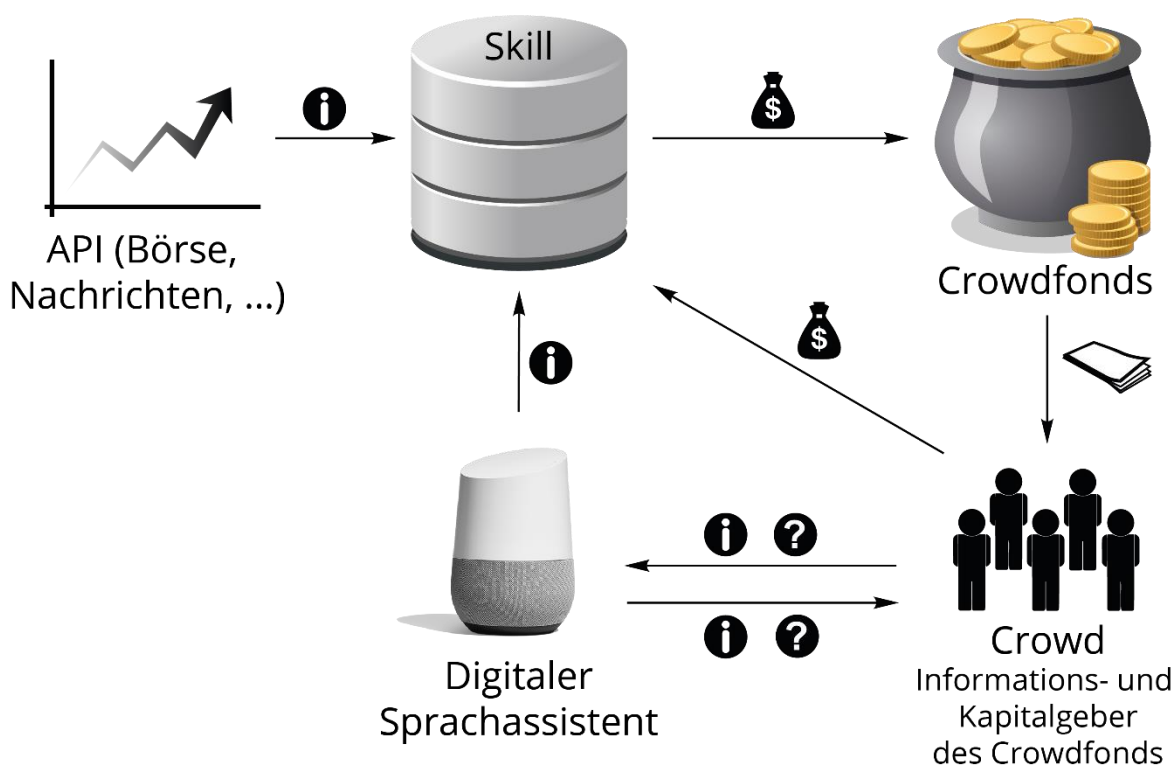 Skill
API (Börse,
Nachrichten, ...)
$
Crowdfonds
$
i
i
i ?
i ?
Digitaler
Sprachassistent
Crowd
Informations- und
Kapitalgeber
des Crowdfonds